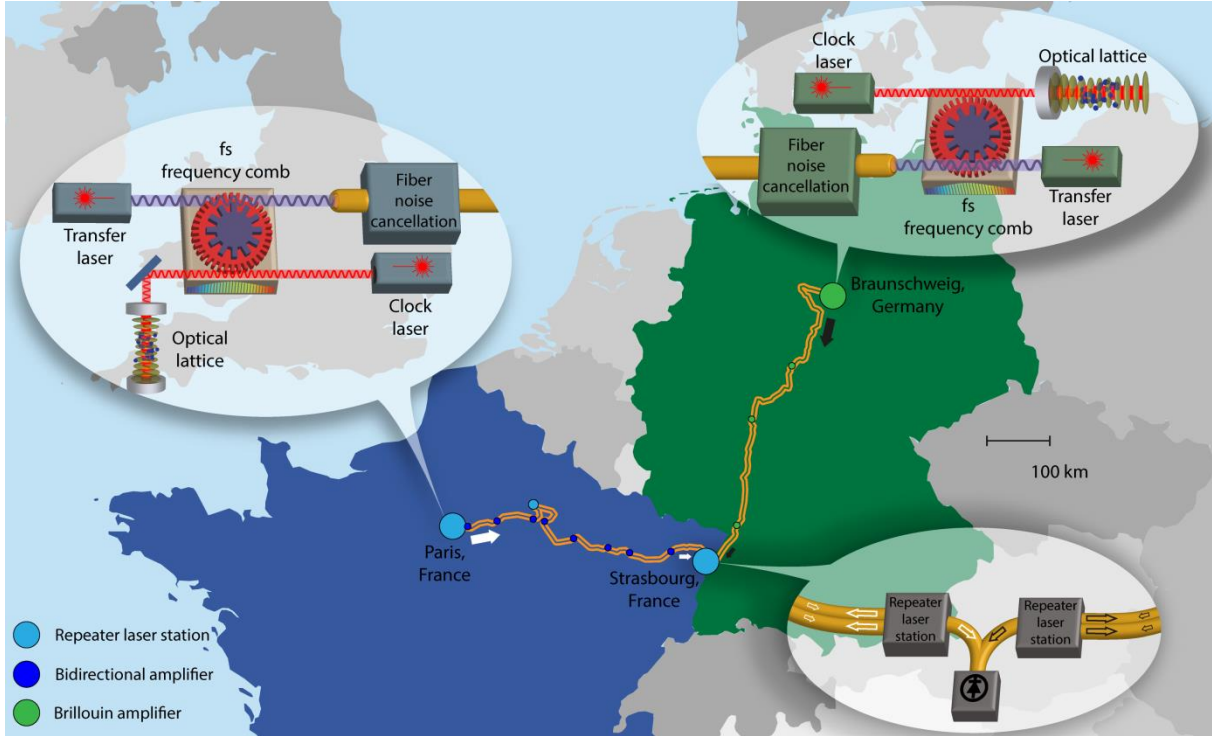 fs
frequency comb
Fiber
noise
cancellation
Transfer
laser
Clock
laser
Optical
lattice
Clock
laser
Optical lattice
Fiber
noise
cancellation
Transfer
laser
fs
frequency comb
Braunschweig,
Germany
100 km
Paris,
France
Strasbourg,
France
Repeater
laser
station
Repeater
laser
station
Repeater laser station
Bidirectional amplifier
Brillouin amplifier